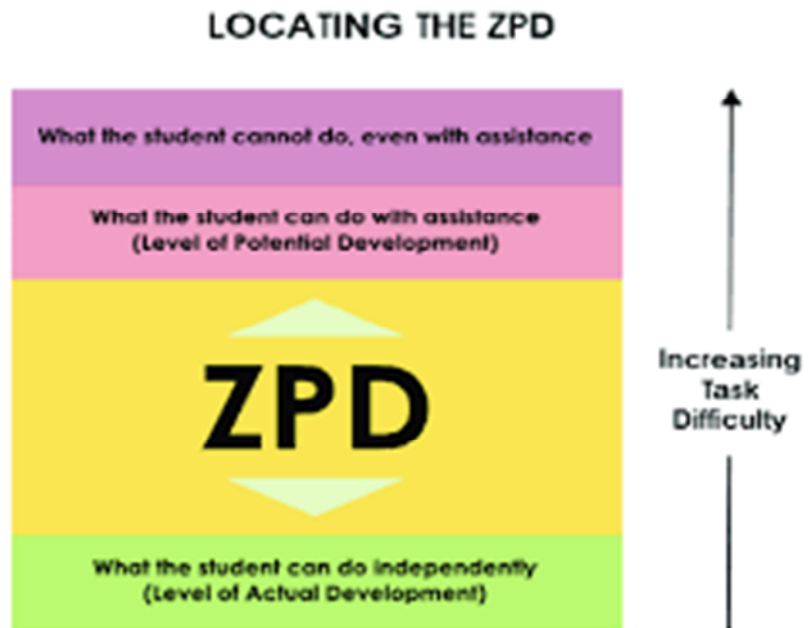 LOCATING THE ZPD
What the student cannot do, even with assistance
What the student can do with assistance
(Level of Potential Development)
ZPD
Increasing
Task
Difficulty
What the student can do independently
(Level of Actual Development)